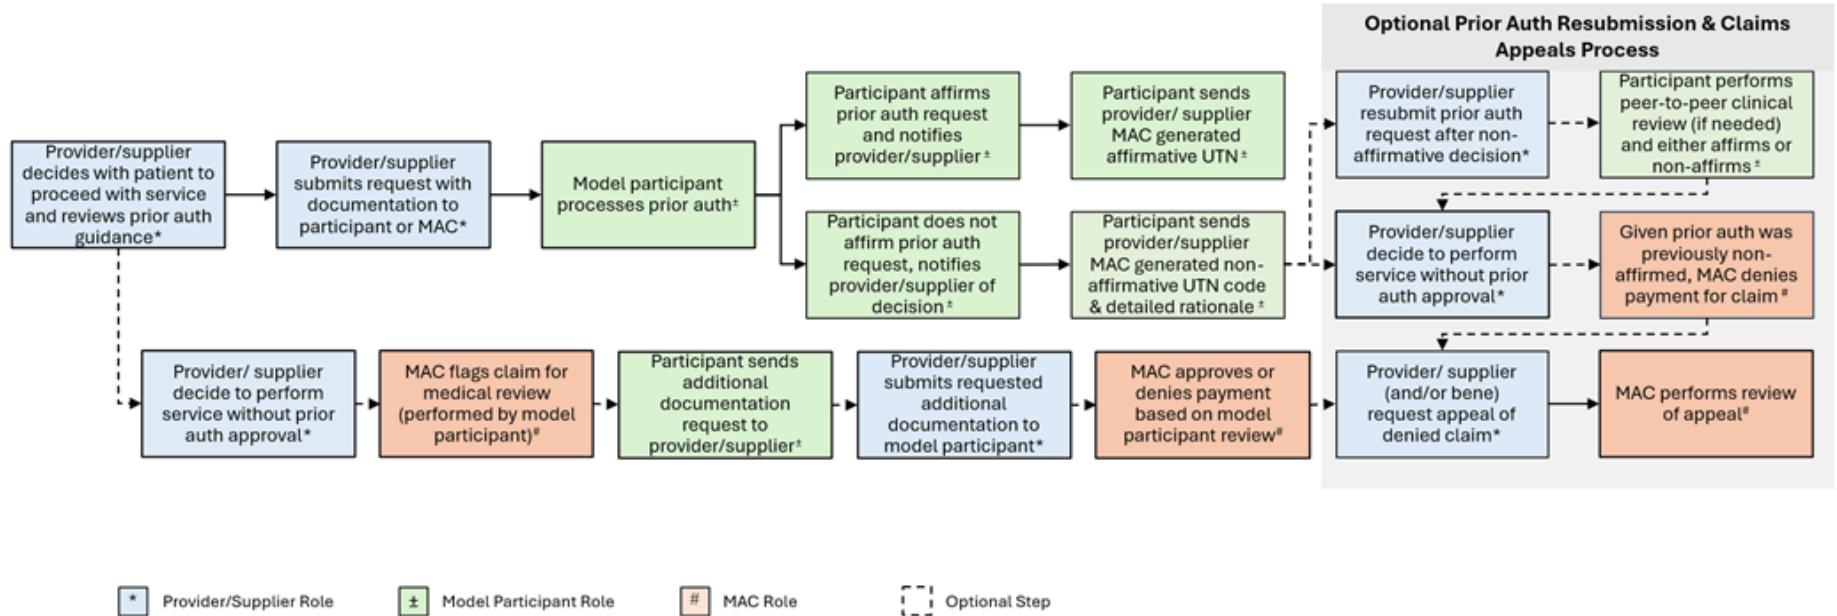 Optional Prior Auth Resubmission & Claims
Appeals Process
Provider/supplier
decides with patient to
proceed with service
and reviews prior auth
guidance*
Provider/supplier
submits request with
documentation to
participant or MAC*
Model participant
processes prior auth±
Participant affirms
prior auth request
and notifies
provider/supplier ±
Participant sends
provider/ supplier
MAC generated
affirmative UTN ±
Participant does not
affirm prior auth
request, notifies
provider/supplier of
decision ±
Participant sends
provider/supplier
MAC generated non-
affirmative UTN code
& detailed rationale ±
Provider/supplier
resubmit prior auth
request after non-
affirmative decision*
Participant performs
peer-to-peer clinical
review (if needed)
and either affirms or
non-affirms ±
Provider/supplier
decide to perform
service without prior
auth approval*
Given prior auth was
previously non-
affirmed, MAC denies
payment for claim #
Provider/ supplier
decide to perform
service without prior
auth approval*
MAC flags claim for
medical review
(performed by model
participant)#
Participant sends
additional
documentation
request to
provider/supplier±
Provider/supplier
submits requested
additional
documentation to
model participant*
MAC approves or
denies payment
based on model
participant review#
Provider/ supplier
(and/or bene)
request appeal of
denied claim*
MAC performs review
of appeal#
* Provider/Supplier Role
± Model Participant Role
# MAC Role
Optional Step